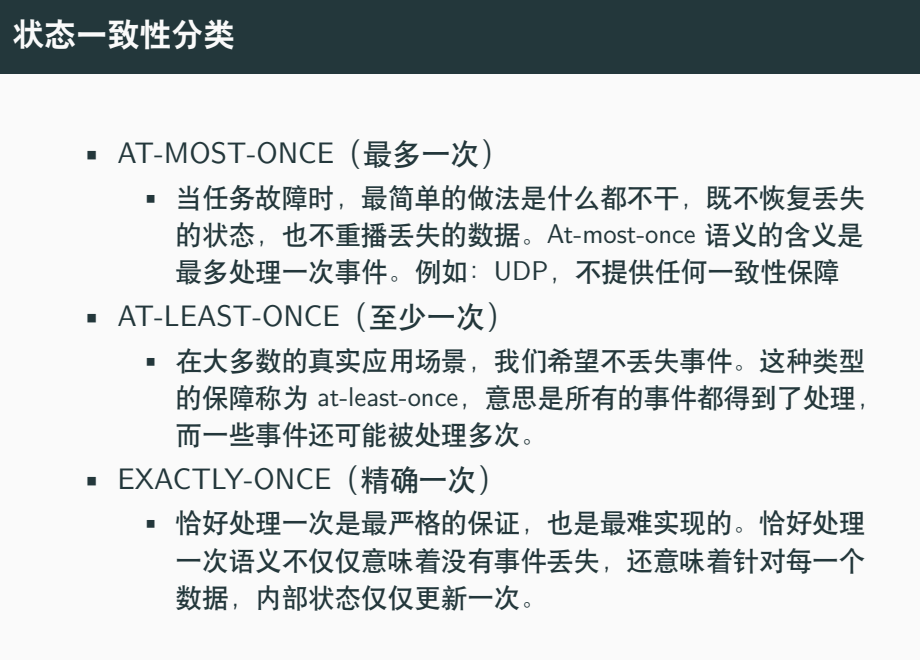 状态一致性分类
▪ AT-MOST-ONCE（最多一次）
▪ 当任务故障时，最简单的做法是什么都不干，既不恢复丢失
的状态，也不重播丢失的数据。At-most-once 语义的含义是
最多处理一次事件。例如：UDP，不提供任何一致性保障
▪ AT-LEAST-ONCE（至少一次）
▪ 在大多数的真实应用场景，我们希望不丢失事件。这种类型
的保障称为 at-least-once，意思是所有的事件都得到了处理，
而一些事件还可能被处理多次。
▪ EXACTLY-ONCE（精确一次）
▪ 恰好处理一次是最严格的保证，也是最难实现的。恰好处理
一次语义不仅仅意味着没有事件丢失，还意味着针对每一个
数据，内部状态仅仅更新一次。